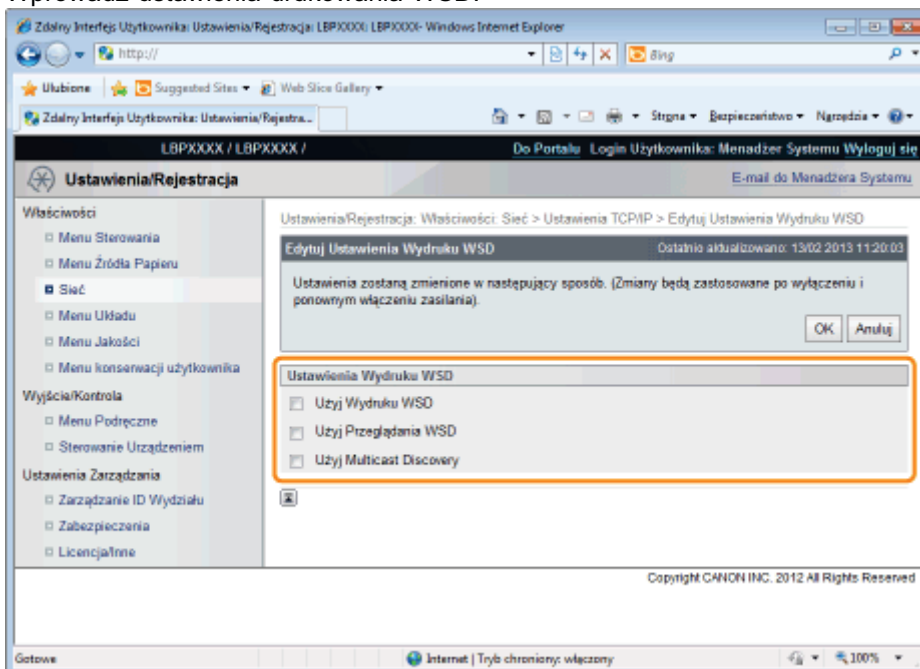 Wprowadź ustawienia drukowania WSD.
Zdalny Interfejs Użytkownika: Ustawienia/Rejestracja: LBPXXXX: LBPXXXX- Windows Internet Explorer
http://
Bing
Ulubione Suggested Sites Web Slice Gallery
Zdalny Interfejs Użytkownika: Ustawienia/Rejestra... Strona Bezpieczeństwo Narzędzia
LBPXXXX / LBPXXXX / Do Portalu Login Użytkownika: Menadżer Systemu Wyloguj się
Ustawienia/Rejestracja E-mail do Menadżera Systemu
Właściwości
Menu Sterowania
Menu Źródła Papieru
Sieć
Menu Układu
Menu Jakości
Menu konserwacji użytkownika
Wyjście/Kontrola
Menu Podręczne
Sterowanie Urządzeniem
Ustawienia Zarządzania
Zarządzanie ID Wydziału
Zabezpieczenia
Licencja/Inne
Ustawienia/Rejestracja: Właściwości: Sieć > Ustawienia TCP/IP > Edytuj Ustawienia Wydruku WSD
Edytuj Ustawienia Wydruku WSD Ostatnio aktualizowano: 13/02 2013 11:20:03
Ustawienia zostaną zmienione w następujący sposób. (Zmiany będą zastosowane po wyłączeniu i
ponownym włączeniu zasilania).
OK Anuluj
Ustawienia Wydruku WSD
Użyj Wydruku WSD
Użyj Przeglądania WSD
Użyj Multicast Discovery
Copyright CANON INC. 2012 All Rights Reserved
Gotowe Internet | Tryb chroniony: włączony 100%